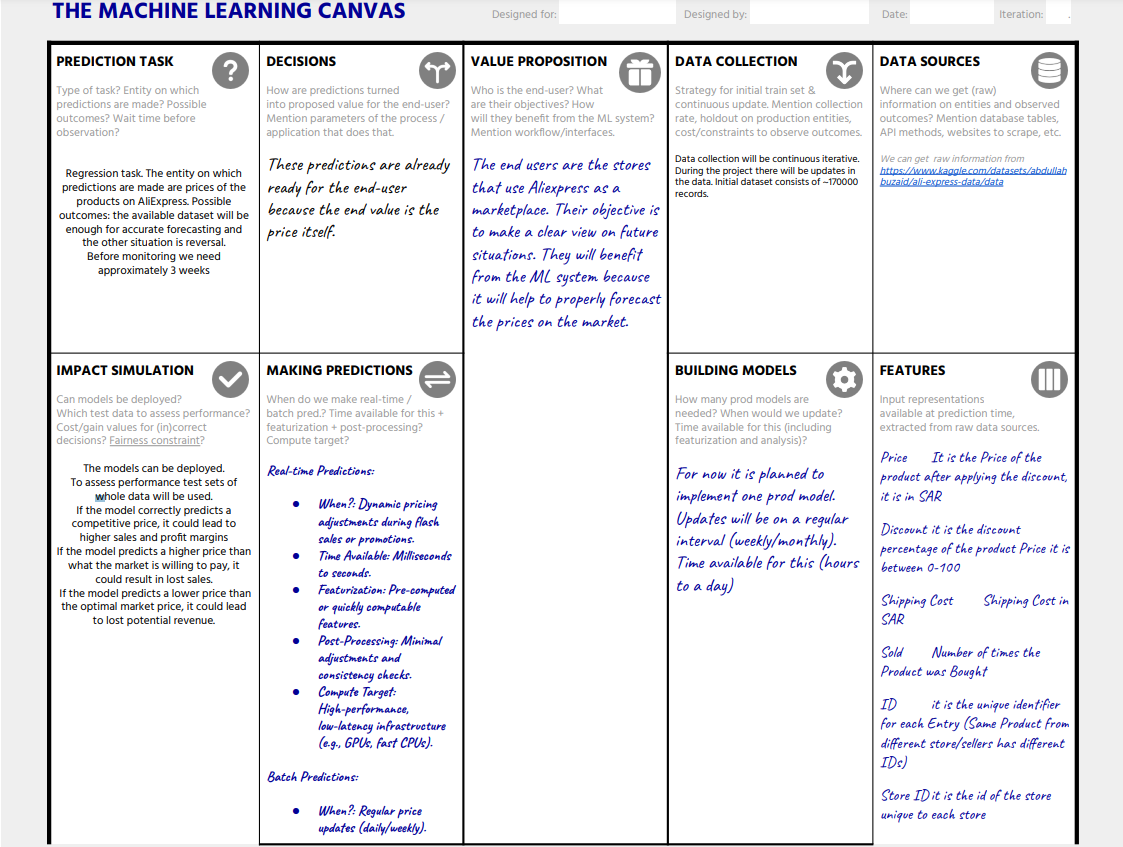 THE MACHINE LEARNING CANVAS
Designed for:
Designed by:
Date:
Iteration:
.
PREDICTION TASK
Type of task? Entity on which
predictions are made? Possible
outcomes? Wait time before
observation?
Regression task. The entity on which
predictions are made are prices of the
products on AliExpress. Possible
outcomes: the available dataset will be
enough for accurate forecasting and
the other situation is reversal.
Before monitoring we need
approximately 3 weeks
DECISIONS
How are predictions turned
into proposed value for the end-user?
Mention parameters of the process /
application that does that.
These predictions are already
ready for the end-user
because the end value is the
price itself.
VALUE PROPOSITION
Who is the end-user? What
are their objectives? How
will they benefit from the ML system?
Mention workflow/interfaces.
The end users are the stores
that use Aliexpress as a
marketplace. Their objective is
to make a clear view on future
situations. They will benefit
from the ML system because
it will help to properly forecast
the prices on the market.
DATA COLLECTION
Strategy for initial train set &
continuous update. Mention collection
rate, holdout on production entities,
cost/constraints to observe outcomes.
Data collection will be continuous iterative.
During the project there will be updates in
the data. Initial dataset consists of ~170000
records.
DATA SOURCES
Where can we get (raw)
information on entities and observed
outcomes? Mention database tables,
API methods, websites to scrape, etc.
We can get raw information from
https://www.kaggle.com/datasets/abdullah
buzaid/ali-express-data/data
IMPACT SIMULATION
Can models be deployed?
Which test data to assess performance?
Cost/gain values for (in)correct
decisions? Fairness constraint?
The models can be deployed.
To assess performance test sets of
whole data will be used.
If the model correctly predicts a
competitive price, it could lead to
higher sales and profit margins
If the model predicts a higher price than
what the market is willing to pay, it
could result in lost sales.
If the model predicts a lower price than
the optimal market price, it could lead
to lost potential revenue.
MAKING PREDICTIONS
When do we make real-time /
batch pred.? Time available for this +
featurization + post-processing?
Compute target?
Real-time Predictions:
● When?: Dynamic pricing
adjustments during flash
sales or promotions.
● Time Available: Milliseconds
to seconds.
● Featurization: Pre-computed
or quickly computable
features.
● Post-Processing: Minimal
adjustments and
consistency checks.
● Compute Target:
High-performance,
low-latency infrastructure
(e.g., GPUs, fast CPUs).
Batch Predictions:
● When?: Regular price
updates (daily/weekly).
BUILDING MODELS
How many prod models are
needed? When would we update?
Time available for this (including
featurization and analysis)?
For now it is planned to
implement one prod model.
Updates will be on a regular
interval (weekly/monthly).
Time available for this (hours
to a day)
FEATURES
Input representations
available at prediction time,
extracted from raw data sources.
Price It is the Price of the
product after applying the discount,
it is in SAR
Discount it is the discount
percentage of the product Price it is
between 0-100
Shipping Cost Shipping Cost in
SAR
Sold Number of times the
Product was Bought
ID it is the unique identifier
for each Entry (Same Product from
different store/sellers has different
IDs)
Store ID it is the id of the store
unique to each store